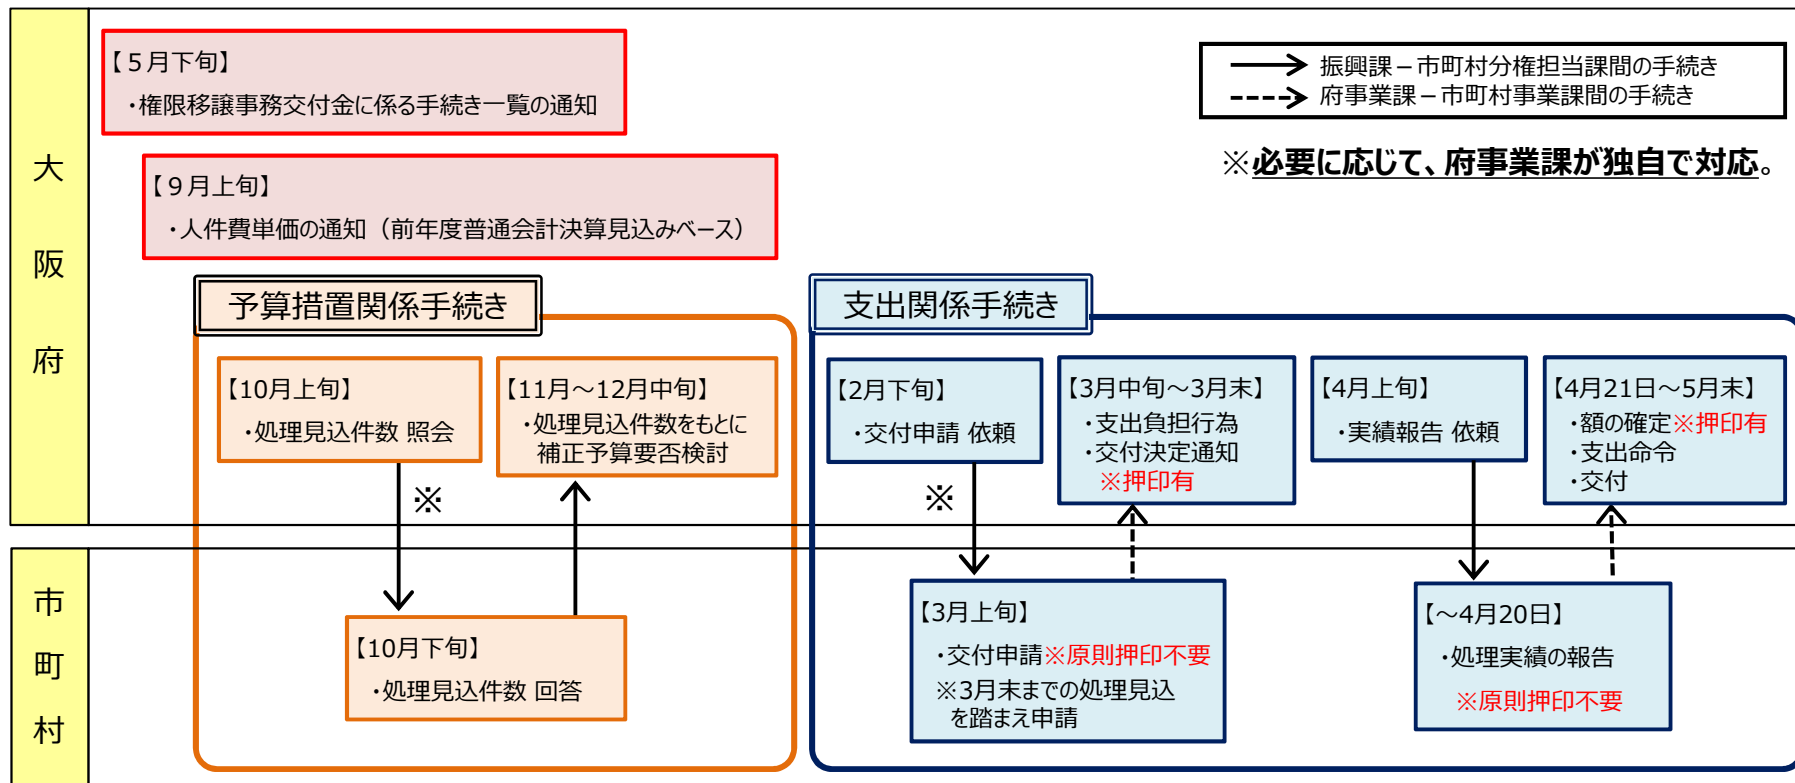 大阪府
【５月下旬】
・権限移譲事務交付金に係る手続き一覧の通知
【９月上旬】
・人件費単価の通知（前年度普通会計決算見込みベース）
振興課－市町村分権担当課間の手続き
府事業課－市町村事業課間の手続き
※必要に応じて、府事業課が独自で対応。
予算措置関係手続き
【10月上旬】
・処理見込件数 照会
【11月～12月中旬】
・処理見込件数をもとに
補正予算要否検討
※
支出関係手続き
【2月下旬】
・交付申請 依頼
【3月中旬～3月末】
・支出負担行為
・交付決定通知
※押印有
【4月上旬】
・実績報告 依頼
【4月21日～5月末】
・額の確定※押印有
・支出命令
・交付
※
市町村
【10月下旬】
・処理見込件数 回答
【3月上旬】
・交付申請※原則押印不要
※3月末までの処理見込
を踏まえ申請
【～4月20日】
・処理実績の報告
※原則押印不要